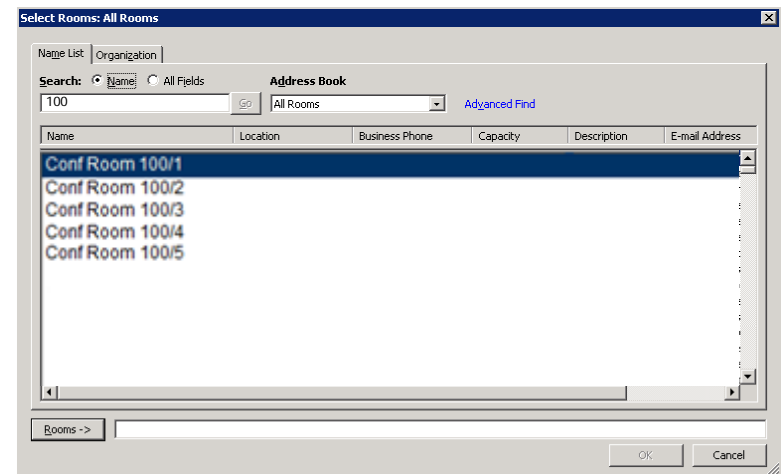 Select Rooms: All Rooms
Name List Organization
Search: Name All Fields Address Book
100 Go All Rooms Advanced Find
Name Location Business Phone Capacity Description E-mail Address
Conf Room 100/1
Conf Room 100/2
Conf Room 100/3
Conf Room 100/4
Conf Room 100/5
Rooms ->
OK Cancel